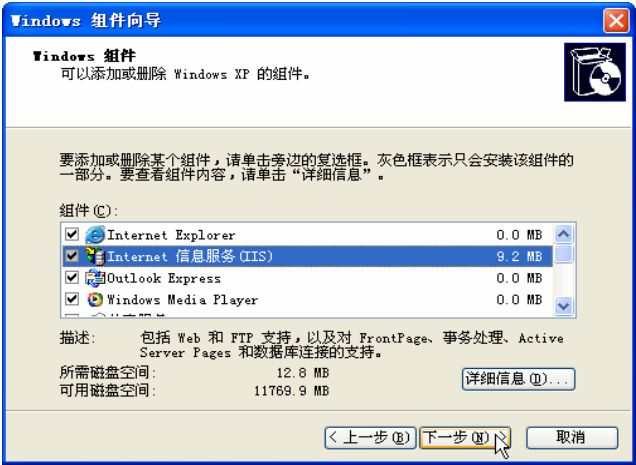 Windows 组件向导
Windows 组件
可以添加或删除 Windows XP 的组件。
要添加或删除某个组件，请单击旁边的复选框。灰色框表示只会安装该组件的
一部分。要查看组件内容，请单击“详细信息”。
组件(C):
Internet Explorer 0.0 MB
Internet 信息服务(IIS) 9.2 MB
Outlook Express 0.0 MB
Windows Media Player 0.0 MB
描述: 包括 Web 和 FTP 支持，以及对 FrontPage、事务处理、Active
Server Pages 和数据库连接的支持。
所需磁盘空间: 12.8 MB
可用磁盘空间: 11769.9 MB
详细信息(D)...
< 上一步(B) 下一步(N) > 取消